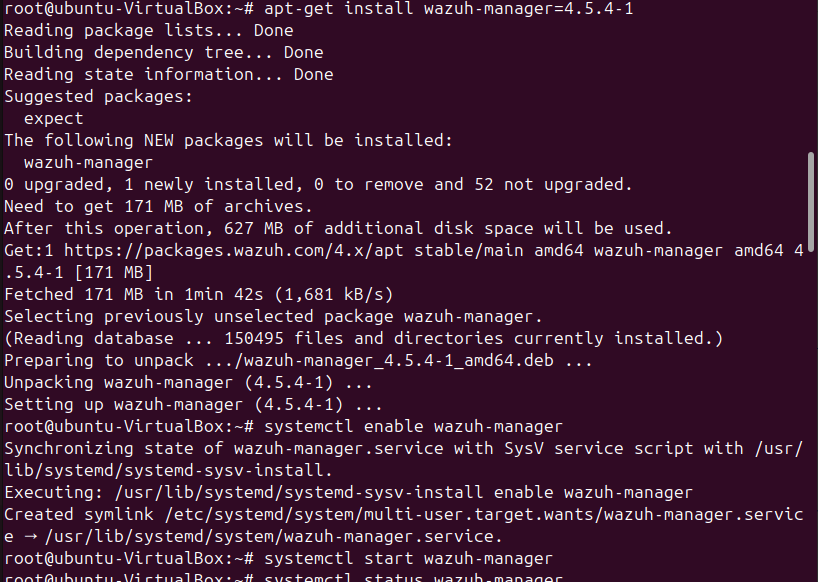 root@ubuntu-VirtualBox:~# apt-get install wazuh-manager=4.5.4-1
Reading package lists... Done
Building dependency tree... Done
Reading state information... Done
Suggested packages:
  expect
The following NEW packages will be installed:
  wazuh-manager
0 upgraded, 1 newly installed, 0 to remove and 52 not upgraded.
Need to get 171 MB of archives.
After this operation, 627 MB of additional disk space will be used.
Get:1 https://packages.wazuh.com/4.x/apt stable/main amd64 wazuh-manager amd64 4
.5.4-1 [171 MB]
Fetched 171 MB in 1min 42s (1,681 kB/s)
Selecting previously unselected package wazuh-manager.
(Reading database ... 150495 files and directories currently installed.)
Preparing to unpack .../wazuh-manager_4.5.4-1_amd64.deb ...
Unpacking wazuh-manager (4.5.4-1) ...
Setting up wazuh-manager (4.5.4-1) ...
root@ubuntu-VirtualBox:~# systemctl enable wazuh-manager
Synchronizing state of wazuh-manager.service with SysV service script with /usr/
lib/systemd/systemd-sysv-install.
Executing: /usr/lib/systemd/systemd-sysv-install enable wazuh-manager
Created symlink /etc/systemd/system/multi-user.target.wants/wazuh-manager.servic
e → /usr/lib/systemd/system/wazuh-manager.service.
root@ubuntu-VirtualBox:~# systemctl start wazuh-manager
root@ubuntu-VirtualBox:~# systemctl status wazuh-manager